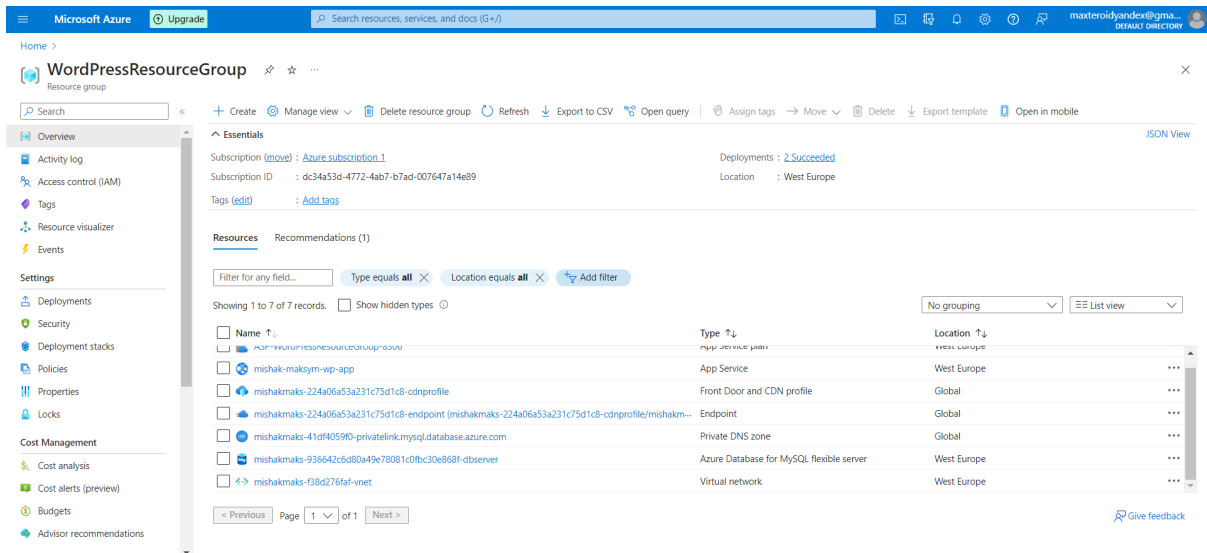 Microsoft Azure Upgrade Search resources, services, and docs (G+/) maxteroidyandex@gma...
DEFAULT DIRECTORY
Home >
WordPressResourceGroup ...
Resource group
Search
Overview
Activity log
Access control (IAM)
Tags
Resource visualizer
Events
Settings
Deployments
Security
Deployment stacks
Policies
Properties
Locks
Cost Management
Cost analysis
Cost alerts (preview)
Budgets
Advisor recommendations
Create Manage view Delete resource group Refresh Export to CSV Open query Assign tags Move Delete Export template Open in mobile
Essentials JSON View
Subscription (move) : Azure subscription 1 Deployments : 2 Succeeded
Subscription ID : dc34a53d-4772-4ab7-b7ad-007647a14e89 Location : West Europe
Tags (edit) : Add tags
Resources Recommendations (1)
Filter for any field... Type equals all Location equals all Add filter
Showing 1 to 7 of 7 records. Show hidden types No grouping List view
Name Type Location
ASP-WordPressResourceGroup-8300 App Service plan West Europe
mishak-maksym-wp-app App Service West Europe
mishakmaks-224a06a53a231c75d1c8-cdnprofile Front Door and CDN profile Global
mishakmaks-224a06a53a231c75d1c8-endpoint (mishakmaks-224a06a53a231c75d1c8-cdnprofile/mishakm... Endpoint Global
mishakmaks-41df4059f0-privatelink.mysql.database.azure.com Private DNS zone Global
mishakmaks-936642c6d80a49e78081c0fbc30e868f-dbserver Azure Database for MySQL flexible server West Europe
mishakmaks-f38d276faf-vnet Virtual network West Europe
< Previous Page 1 of 1 Next > Give feedback